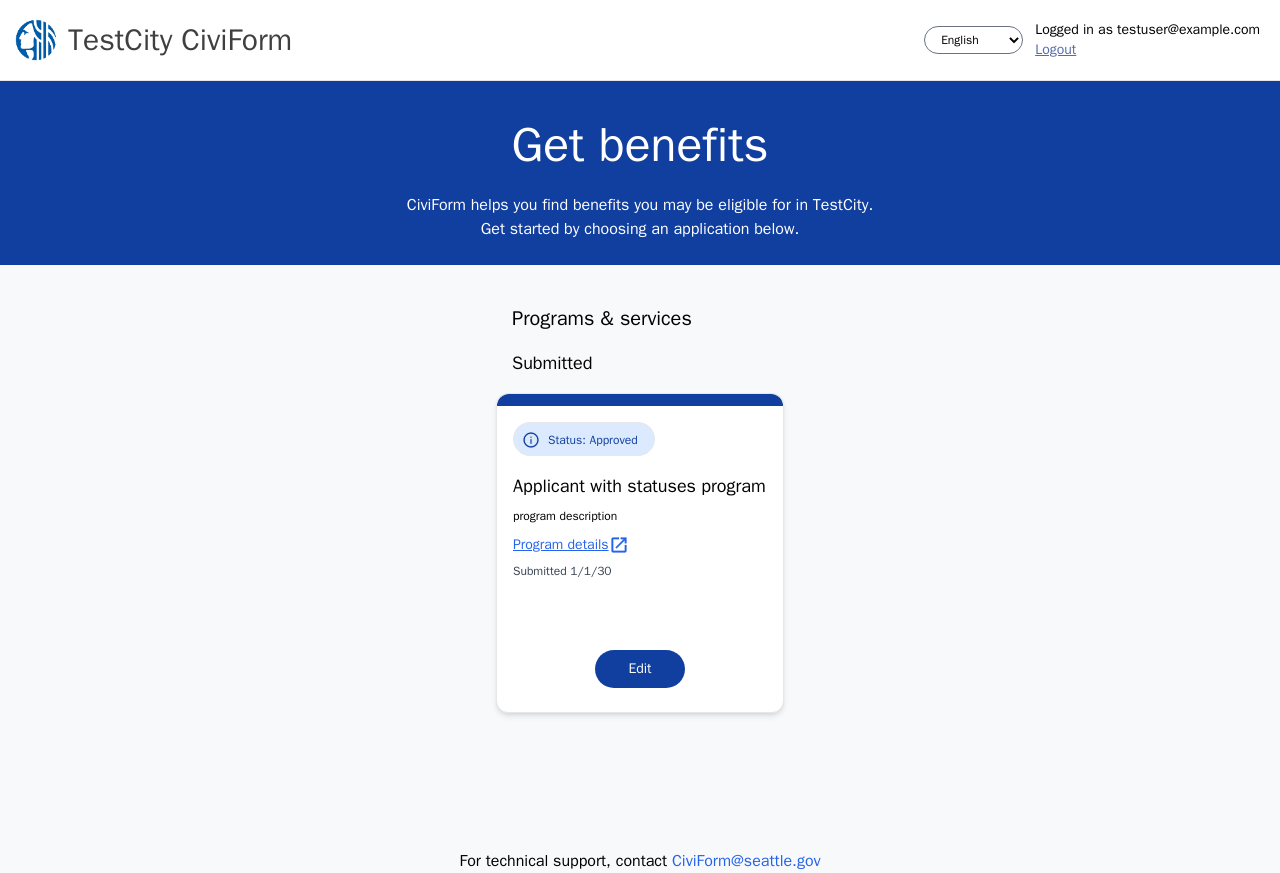 TestCity CiviForm
English
Logged in as testuser@example.com
Logout
Get benefits
CiviForm helps you find benefits you may be eligible for in TestCity.
Get started by choosing an application below.
Programs & services
Submitted
Status: Approved
Applicant with statuses program
program description
Program details
Submitted 1/1/30
Edit
For technical support, contact CiviForm@seattle.gov